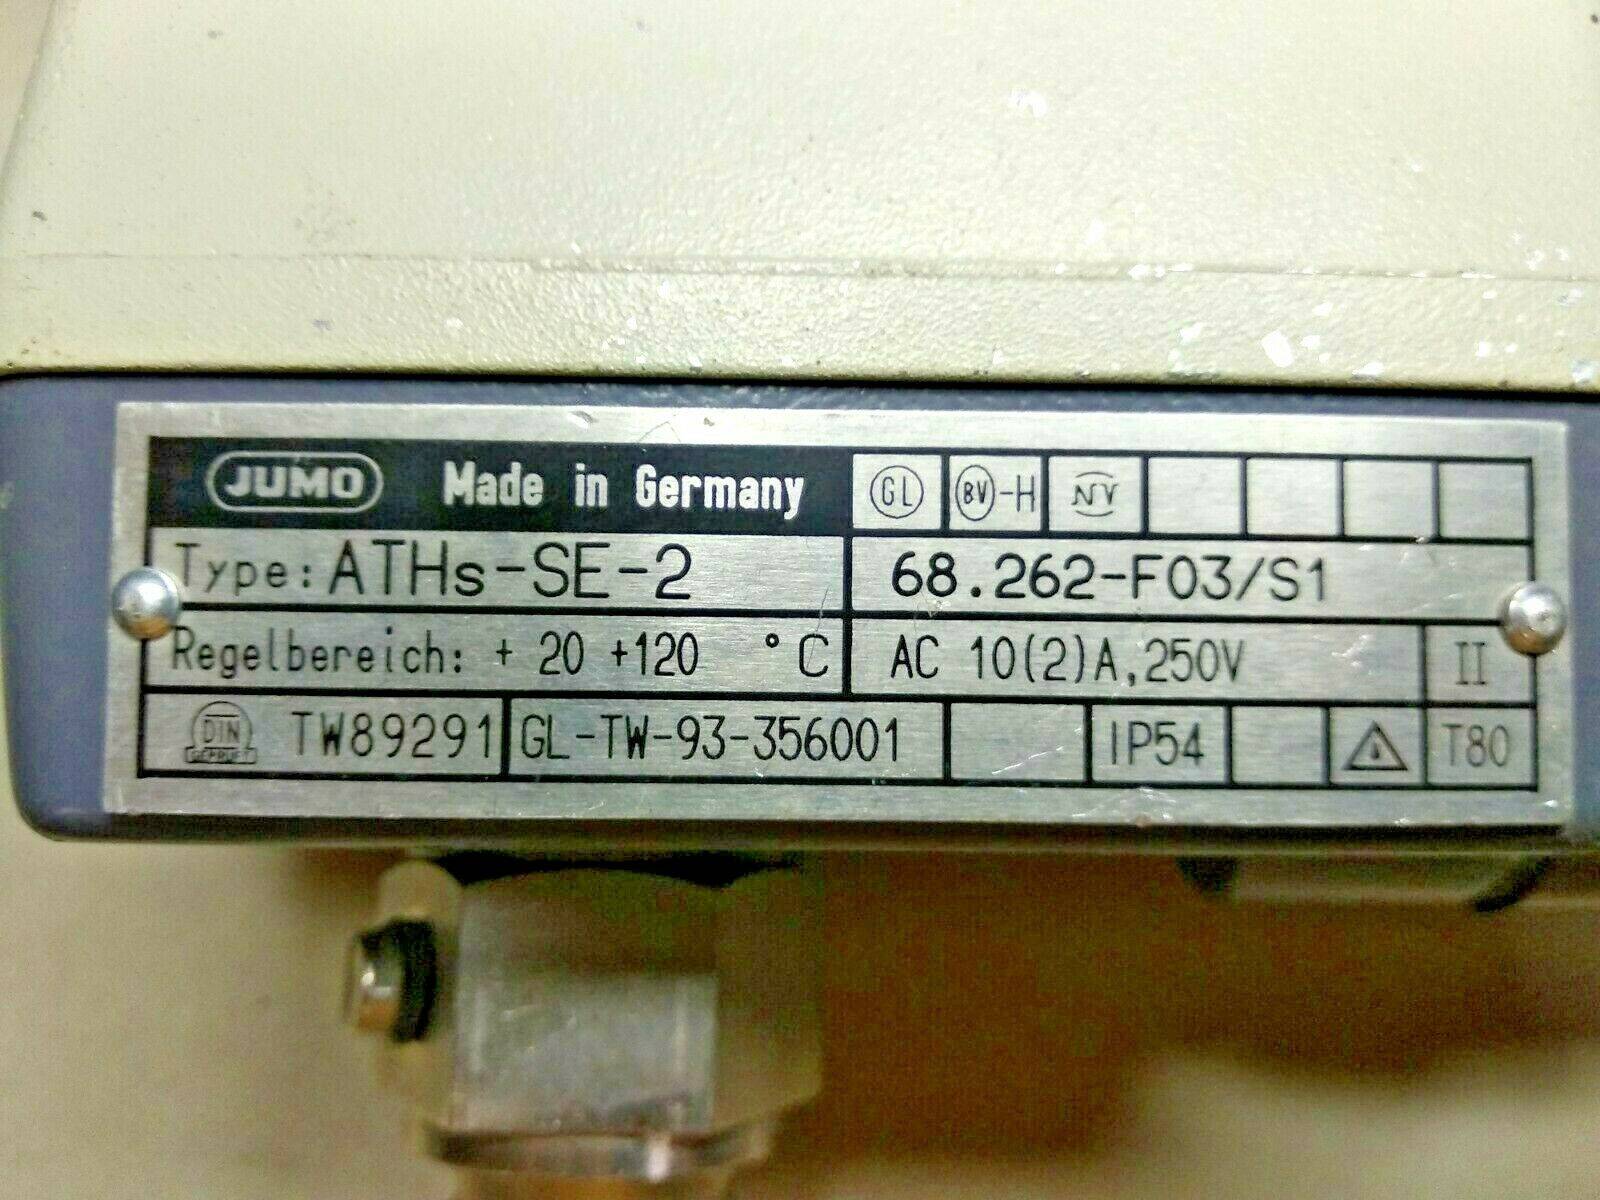 JUMO Made in Germany GL BV-H NV
Type: ATHs-SE-2 68.262-F03/S1
Regelbereich: + 20 +120 °C AC 10(2)A,250V II
DIN GEPRÜFT TW89291 GL-TW-93-356001 IP54 T80